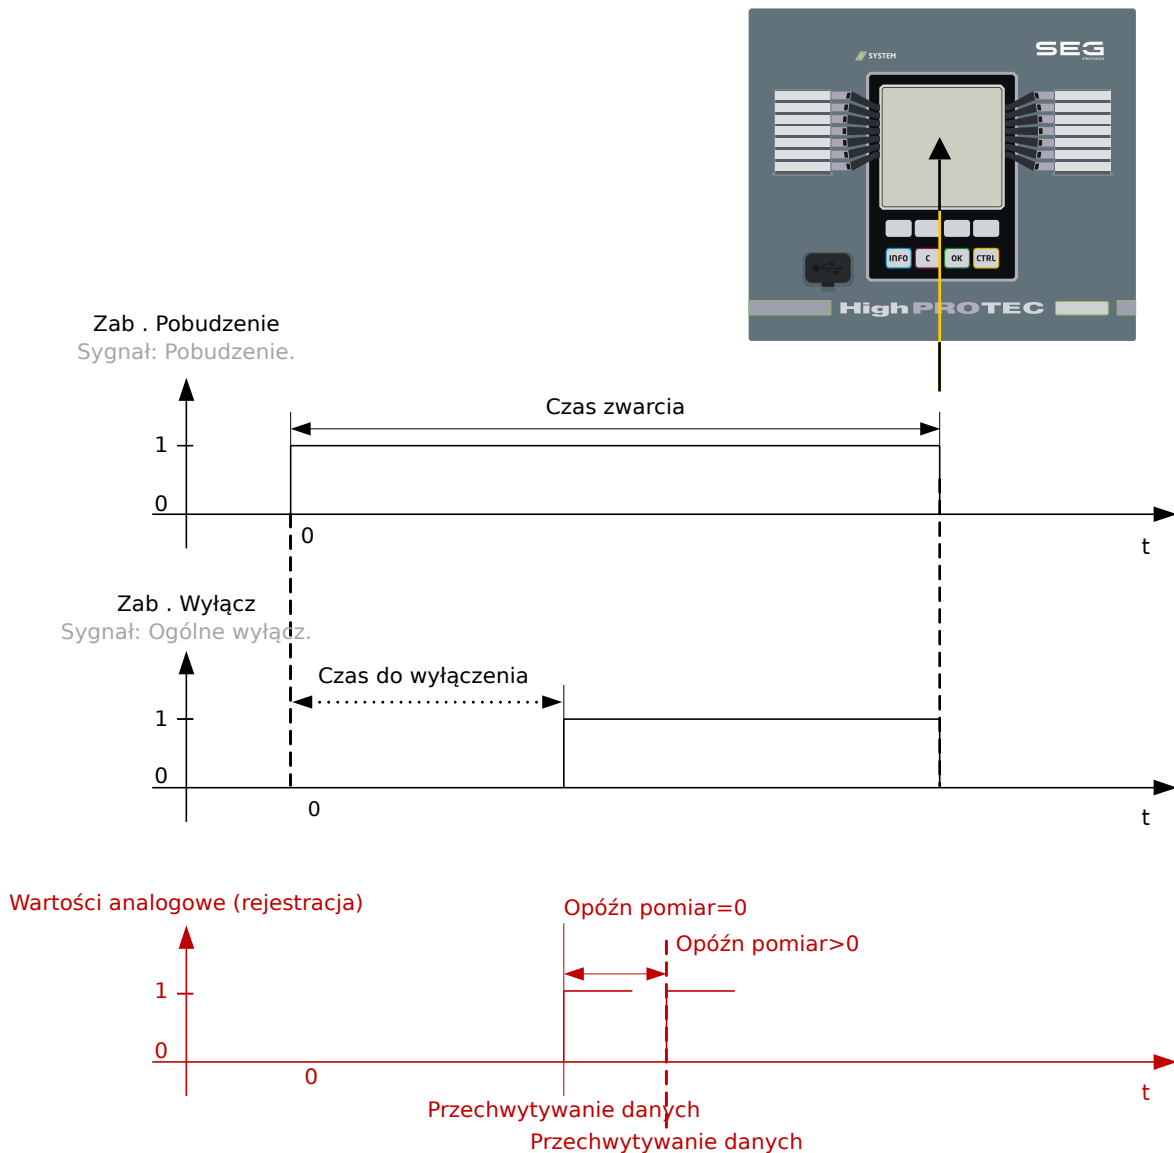 SYSTEM
SEG
electronics
INFO
C
OK
CTRL
HighPROTEC
Zab . Pobudzenie
Sygnał: Pobudzenie.
Czas zwarcia
1
0
0
t
Zab . Wyłącz
Sygnał: Ogólne wyłącz.
Czas do wyłączenia
1
0
0
t
Wartości analogowe (rejestracja)
Opóźn pomiar=0
Opóźn pomiar>0
1
0
0
t
Przechwytywanie danych
Przechwytywanie danych